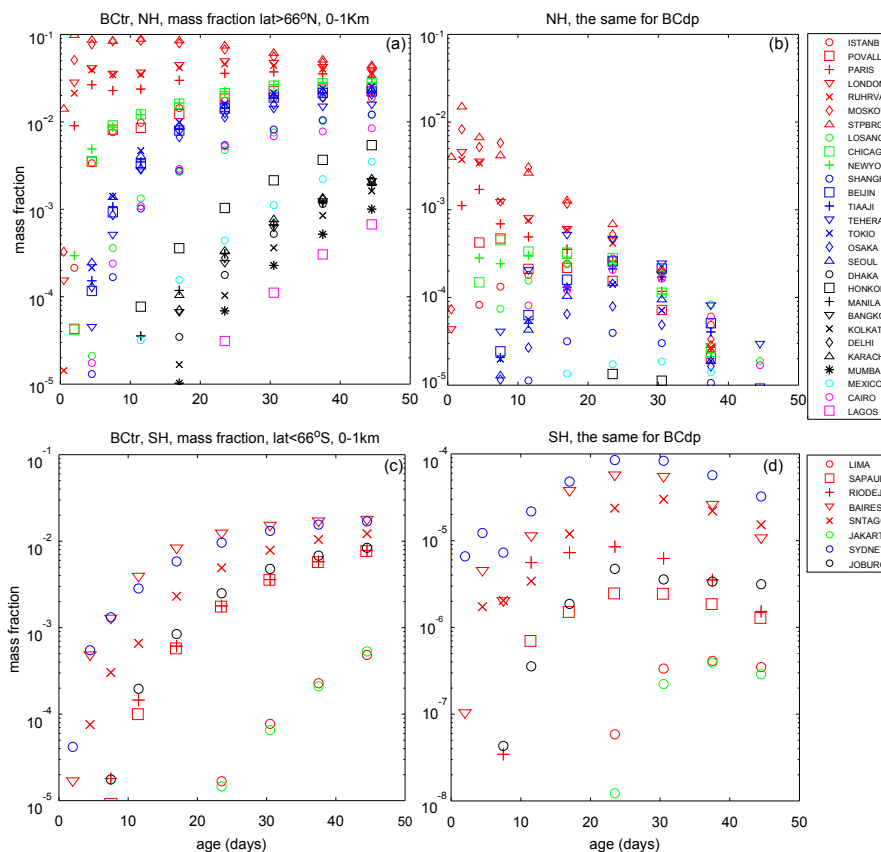 BCtr, NH, mass fraction lat>66°N, 0-1Km
NH, the same for BCdp
(a)
(b)
mass fraction
10^-1
10^-2
10^-3
10^-4
10^-5
0 10 20 30 40 50
10^-1
10^-2
10^-3
10^-4
10^-5
0 10 20 30 40 50
ISTANB
POVALL
PARIS
LONDON
RUHRVA
MOSKOV
STPBRG
LOSANG
CHICAG
NEWYOR
SHANGH
BEIJIN
TIAAJI
TEHERA
TOKIO
OSAKA
SEOUL
DHAKA
HONKON
MANILA
BANGKO
KOLKAT
DELHI
KARACH
MUMBAI
MEXICO
CAIRO
LAGOS
BCtr, SH, mass fraction, lat<66°S, 0-1km
SH, the same for BCdp
(c)
(d)
mass fraction
10^-1
10^-2
10^-3
10^-4
10^-5
0 10 20 30 40 50
age (days)
10^-4
10^-5
10^-6
10^-7
10^-8
0 10 20 30 40 50
age (days)
LIMA
SAPAUL
RIODEJ
BAIRES
SNTAGO
JAKART
SYDNEY
JOBURG